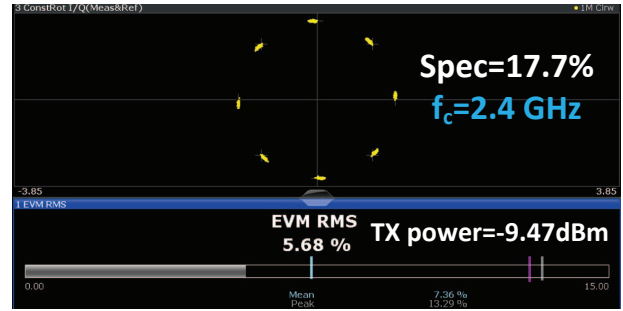 3 ConstRot I/Q(Meas&Ref)
• 1M Clrw
Spec=17.7%
fc=2.4 GHz
-3.85
3.85
1 EVM RMS
EVM RMS
5.68 %
TX power=-9.47dBm
0.00
15.00
Mean 7.36 %
Peak 13.29 %